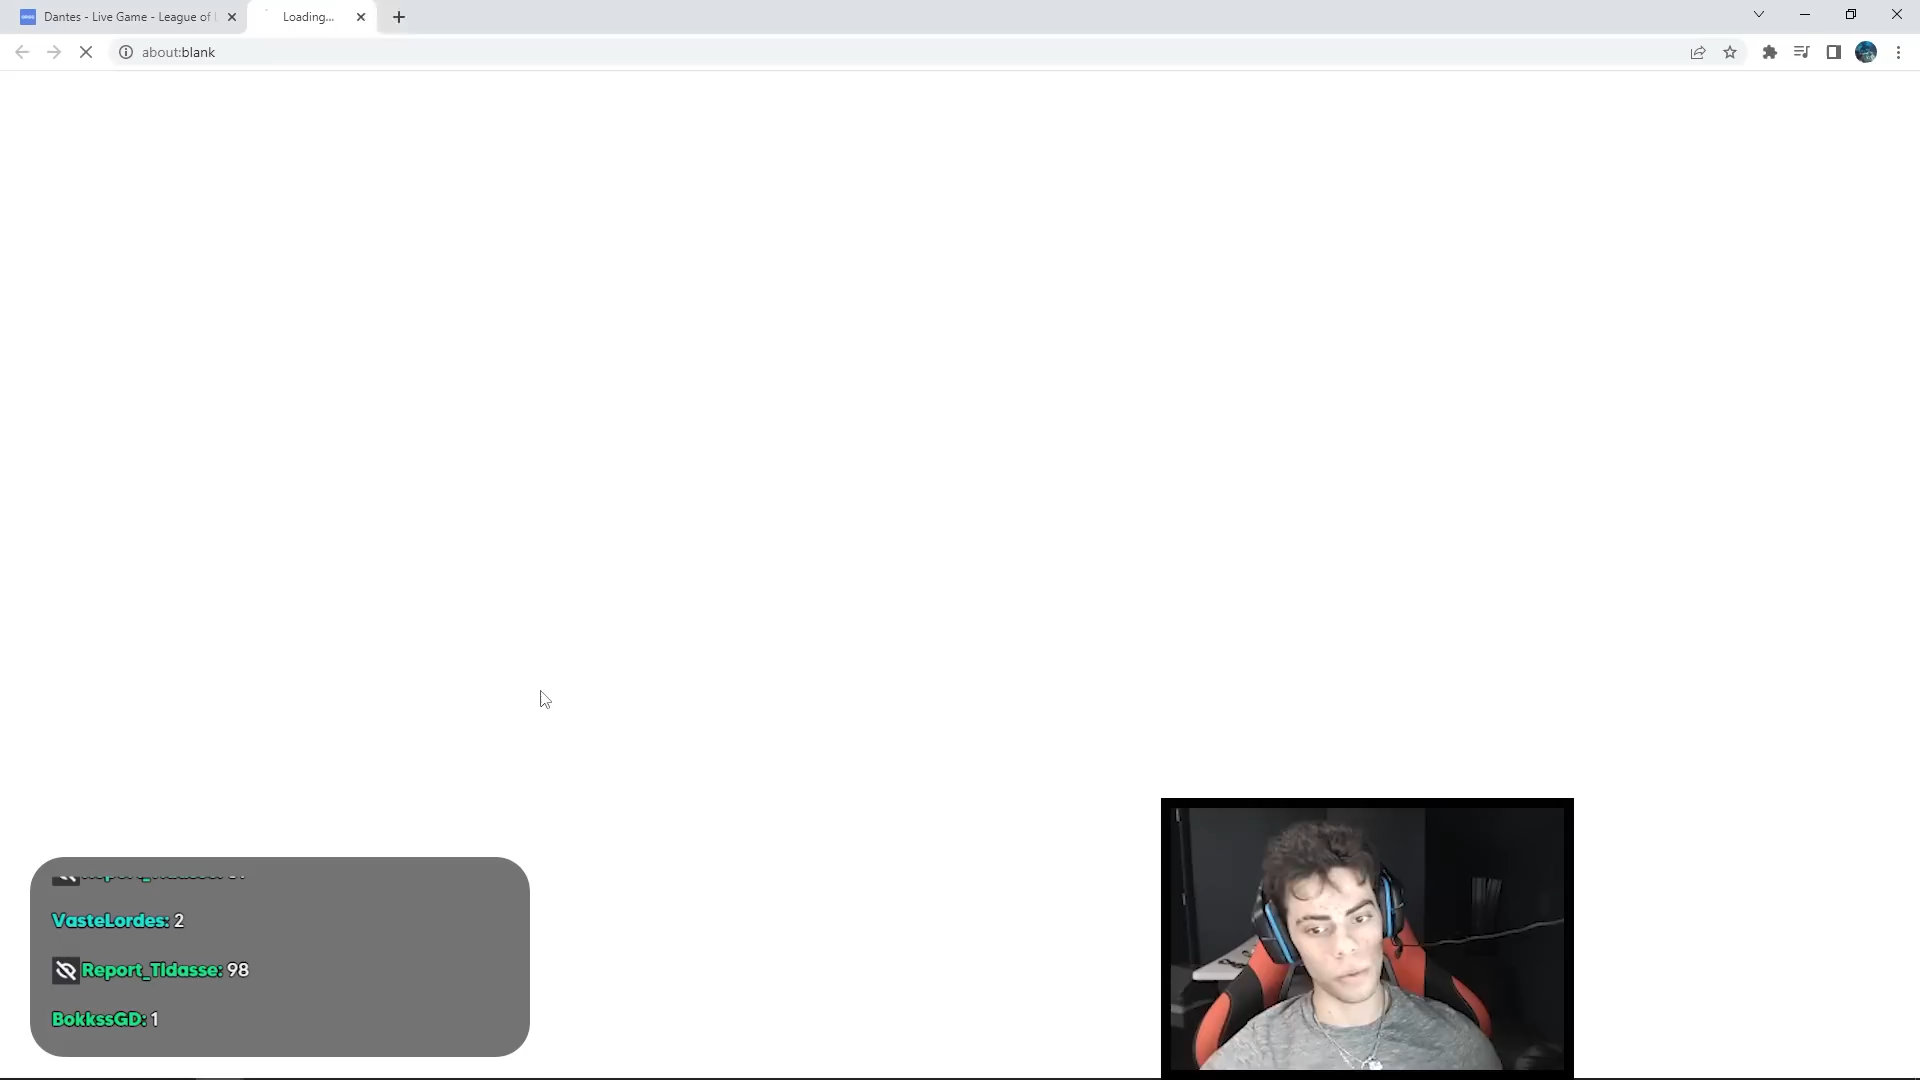 Dantes - Live Game - League of
Loading...
about:blank
VasteLordes: 2
Report_TIdasse: 98
BokkssGD: 1